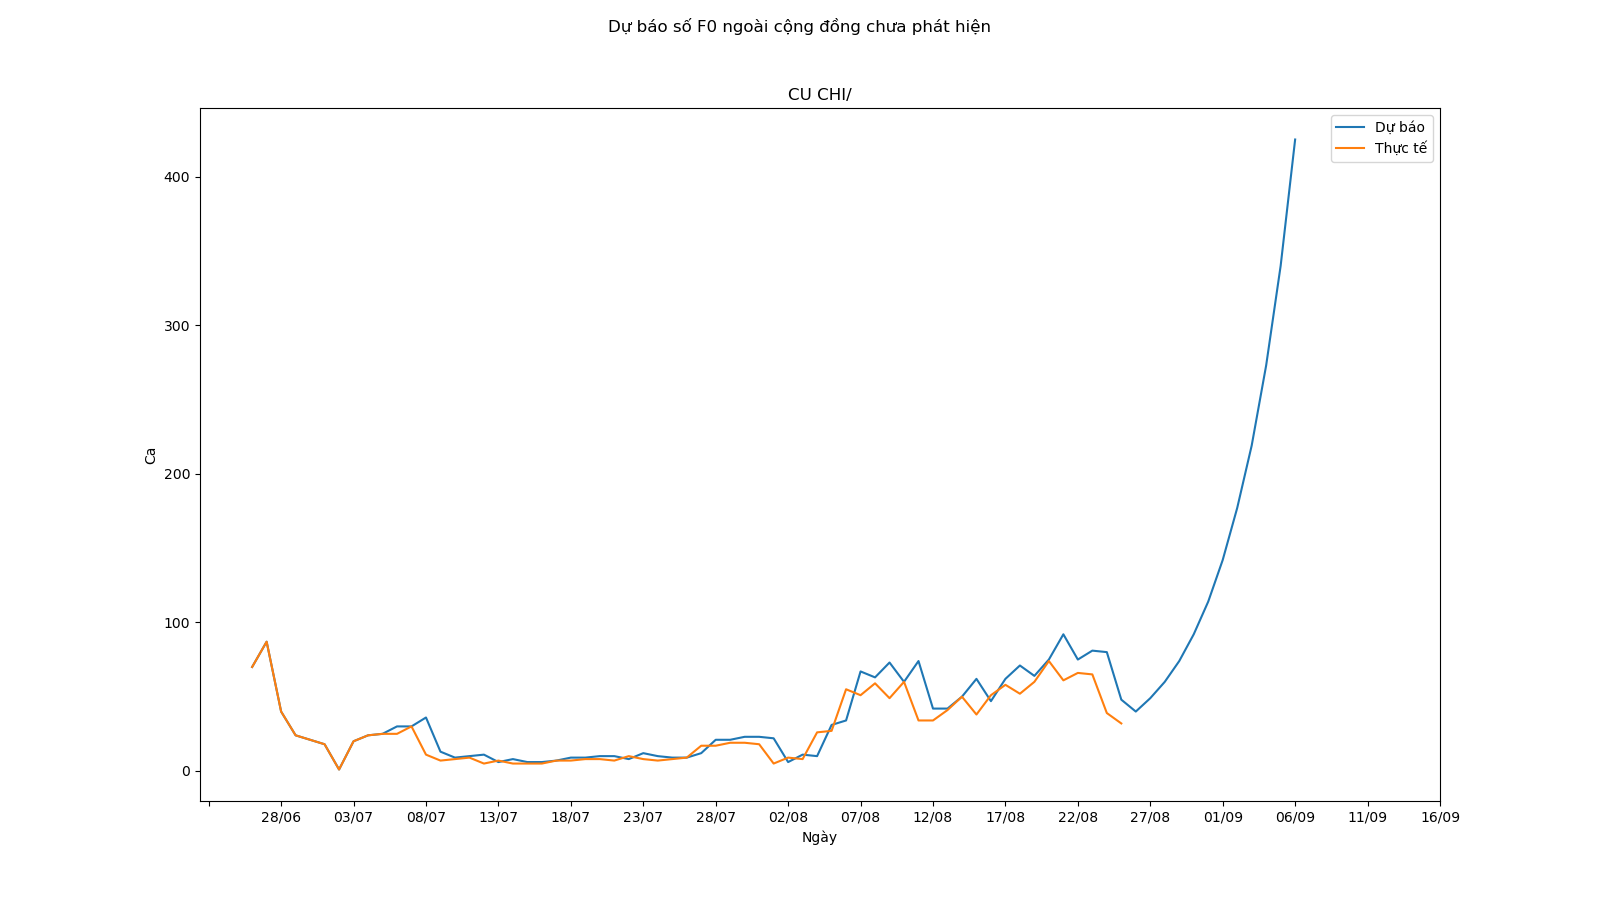 Dự báo số F0 ngoài cộng đồng chưa phát hiện
CU CHI/
Dự báo
Thực tế
400
300
200
100
0
Ca
28/06 03/07 08/07 13/07 18/07 23/07 28/07 02/08 07/08 12/08 17/08 22/08 27/08 01/09 06/09 11/09 16/09
Ngày